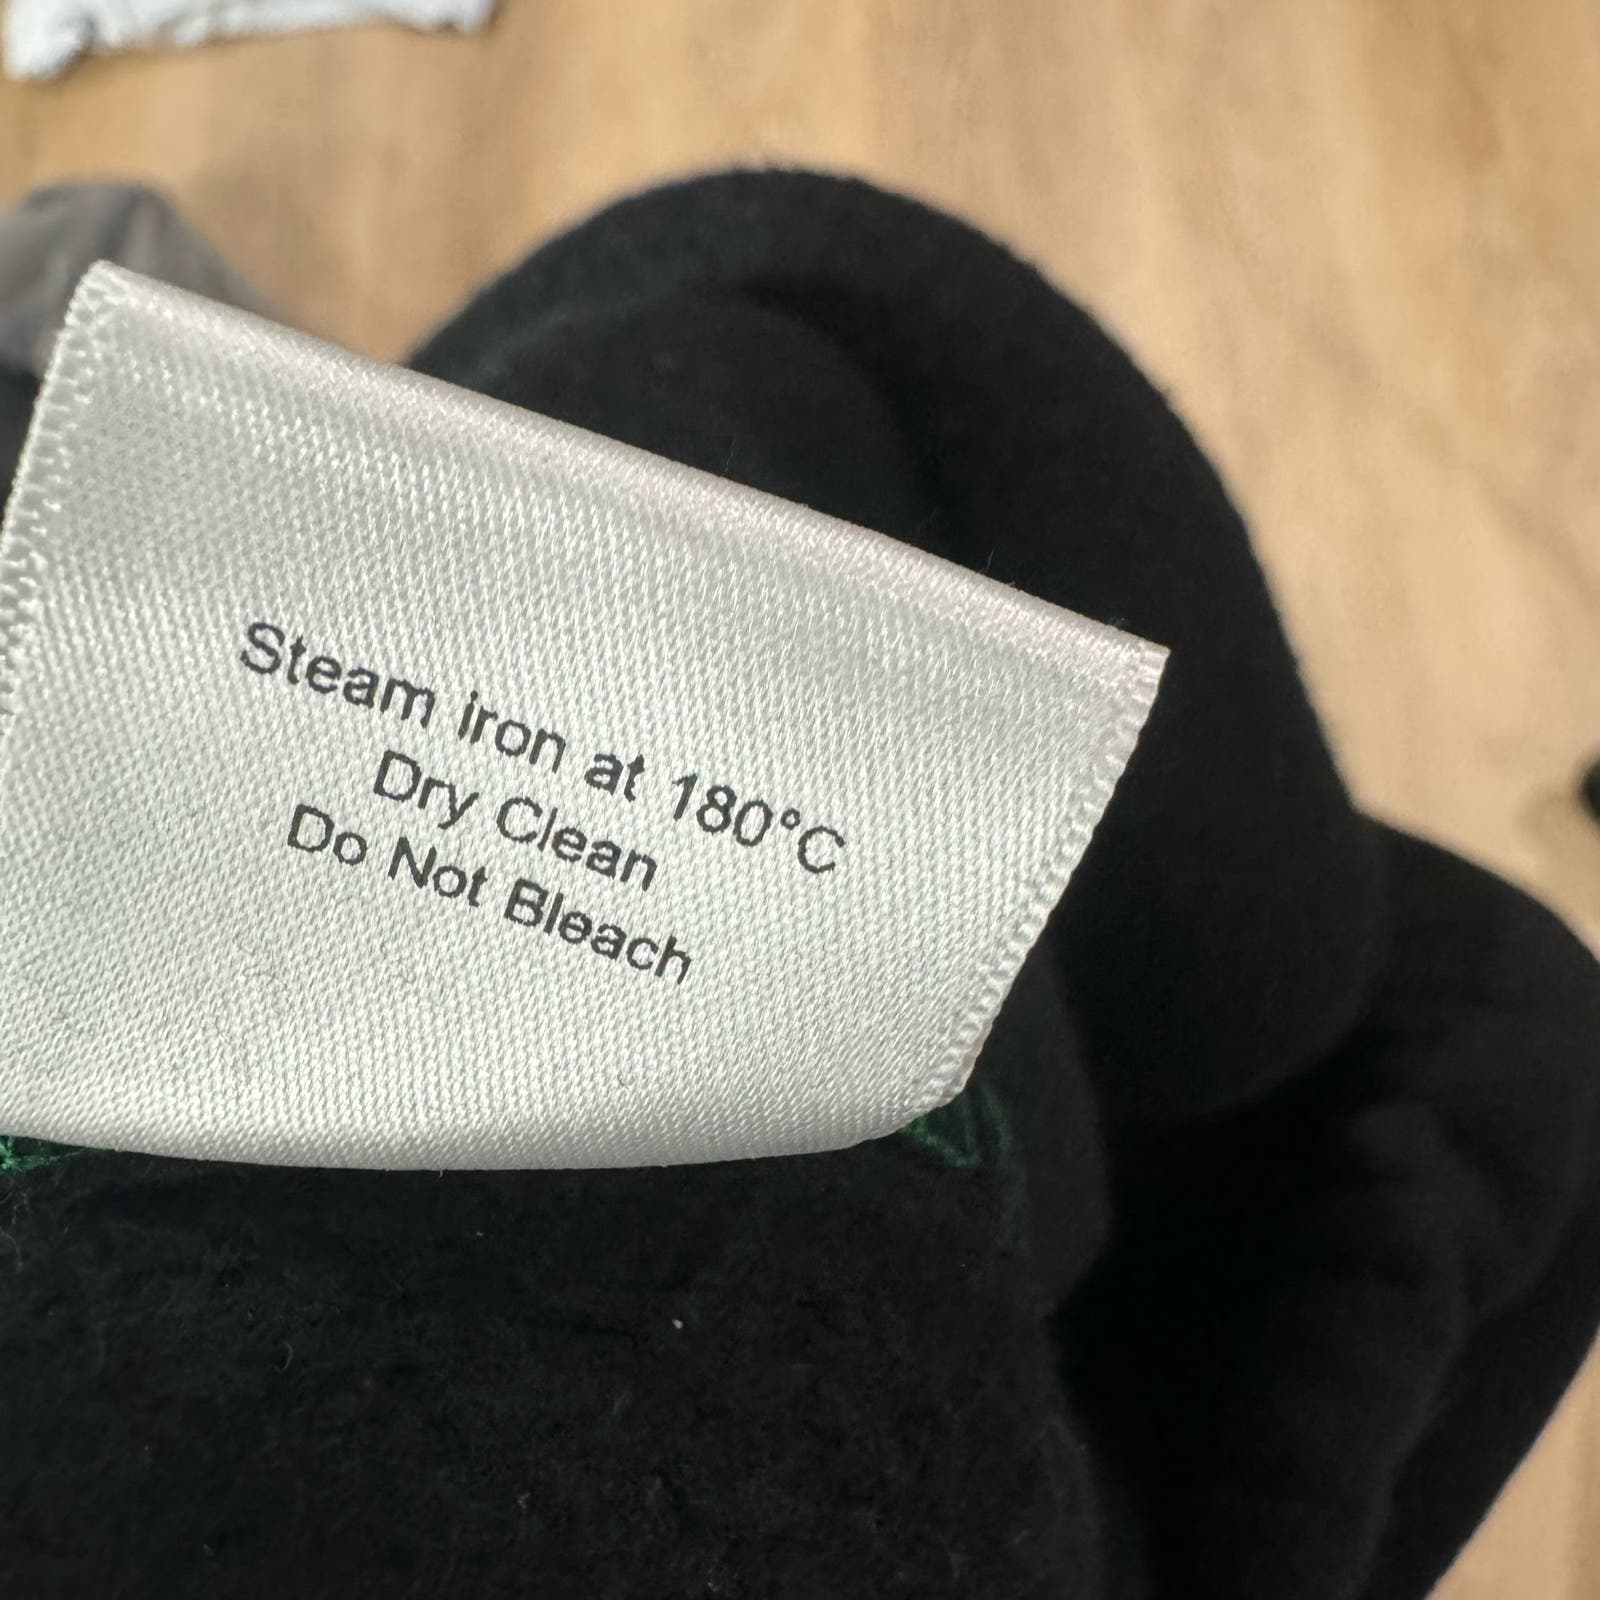 Steam iron at 180°C
Dry Clean
Do Not Bleach